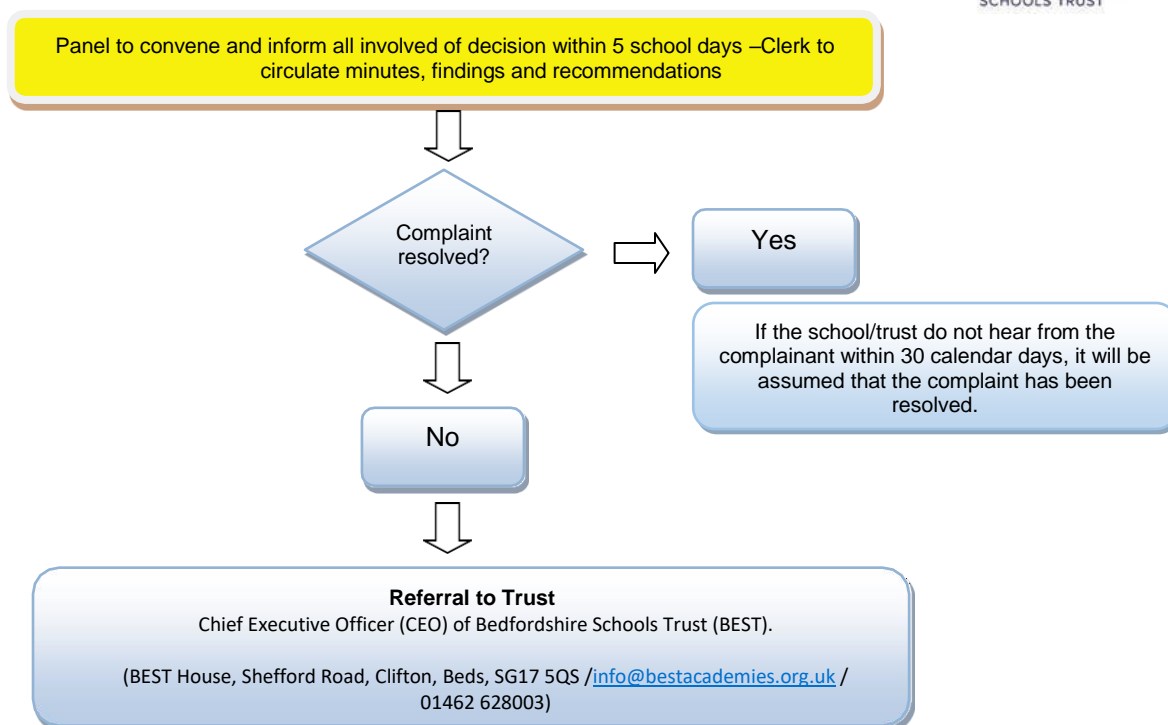 SCHOOLS TRUST
Panel to convene and inform all involved of decision within 5 school days –Clerk to
circulate minutes, findings and recommendations
Complaint
resolved?
Yes
If the school/trust do not hear from the
complainant within 30 calendar days, it will be
assumed that the complaint has been
resolved.
No
Referral to Trust
Chief Executive Officer (CEO) of Bedfordshire Schools Trust (BEST).
(BEST House, Shefford Road, Clifton, Beds, SG17 5QS /info@bestacademies.org.uk /
01462 628003)